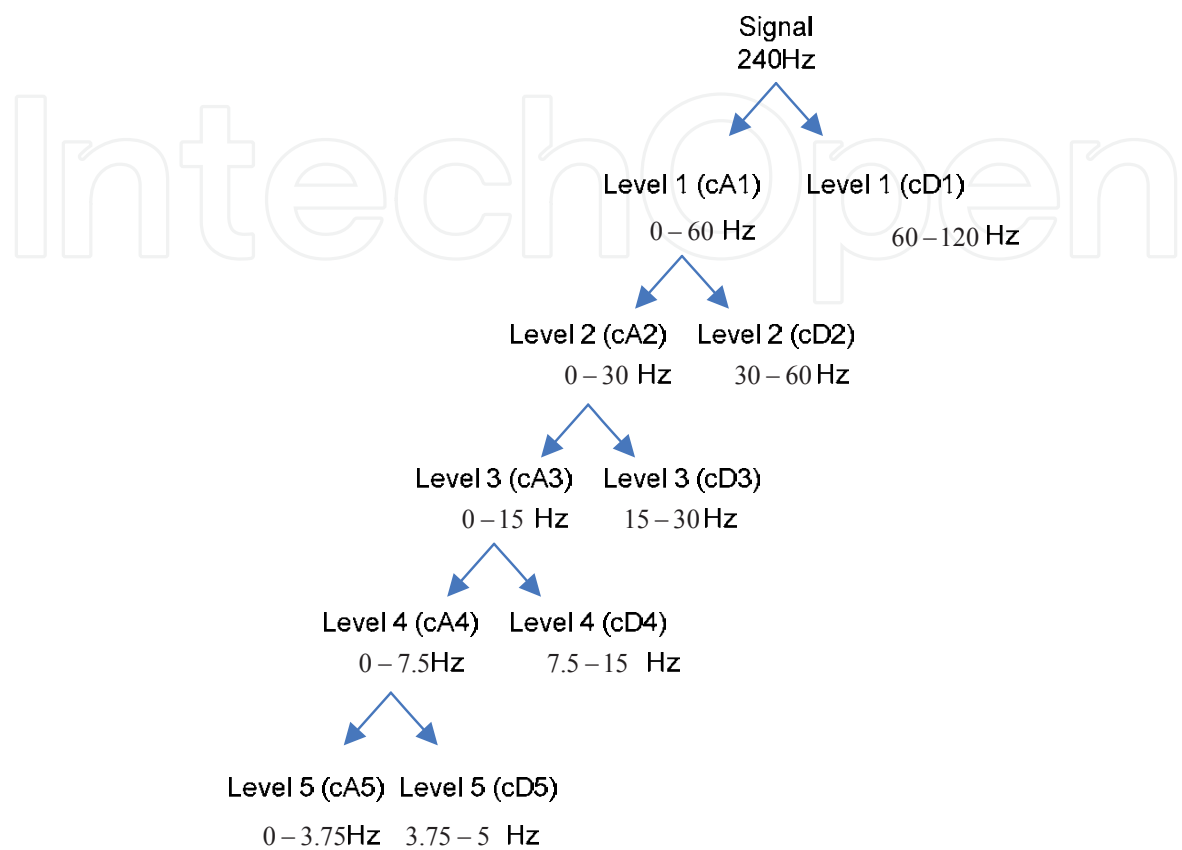 Signal
240Hz
IntechOpen
Level 1 (cA1) Level 1 (cD1)
0 – 60 Hz 60 – 120 Hz
Level 2 (cA2) Level 2 (cD2)
0 – 30 Hz 30 – 60 Hz
Level 3 (cA3) Level 3 (cD3)
0 – 15 Hz 15 – 30Hz
Level 4 (cA4) Level 4 (cD4)
0 – 7.5Hz 7.5 – 15 Hz
Level 5 (cA5) Level 5 (cD5)
0 – 3.75Hz 3.75 – 5 Hz